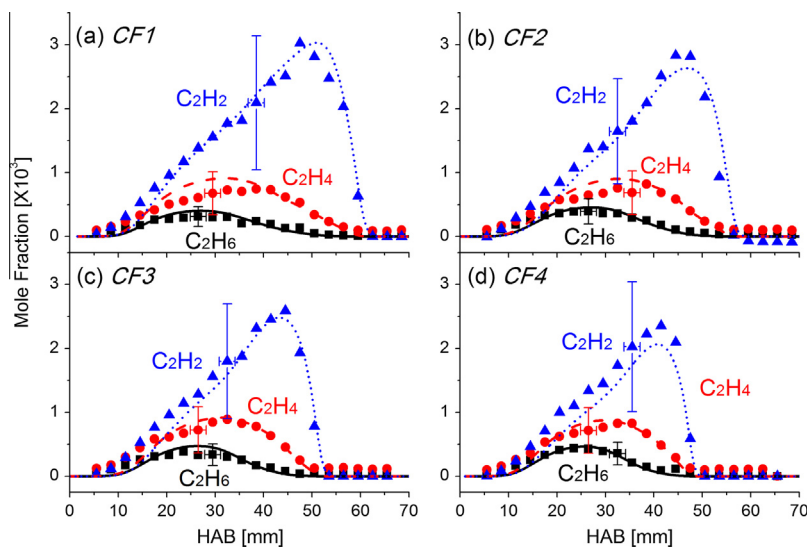 (a) CF1
(b) CF2
3
C2H2
C2H2
2
1
C2H4
C2H4
0
C2H6
C2H6
Mole Fraction [X10³]
(c) CF3
(d) CF4
3
C2H2
C2H2
2
C2H4
C2H4
1
0
C2H6
C2H6
0 10 20 30 40 50 60 70
0 10 20 30 40 50 60 70
HAB [mm]
HAB [mm]